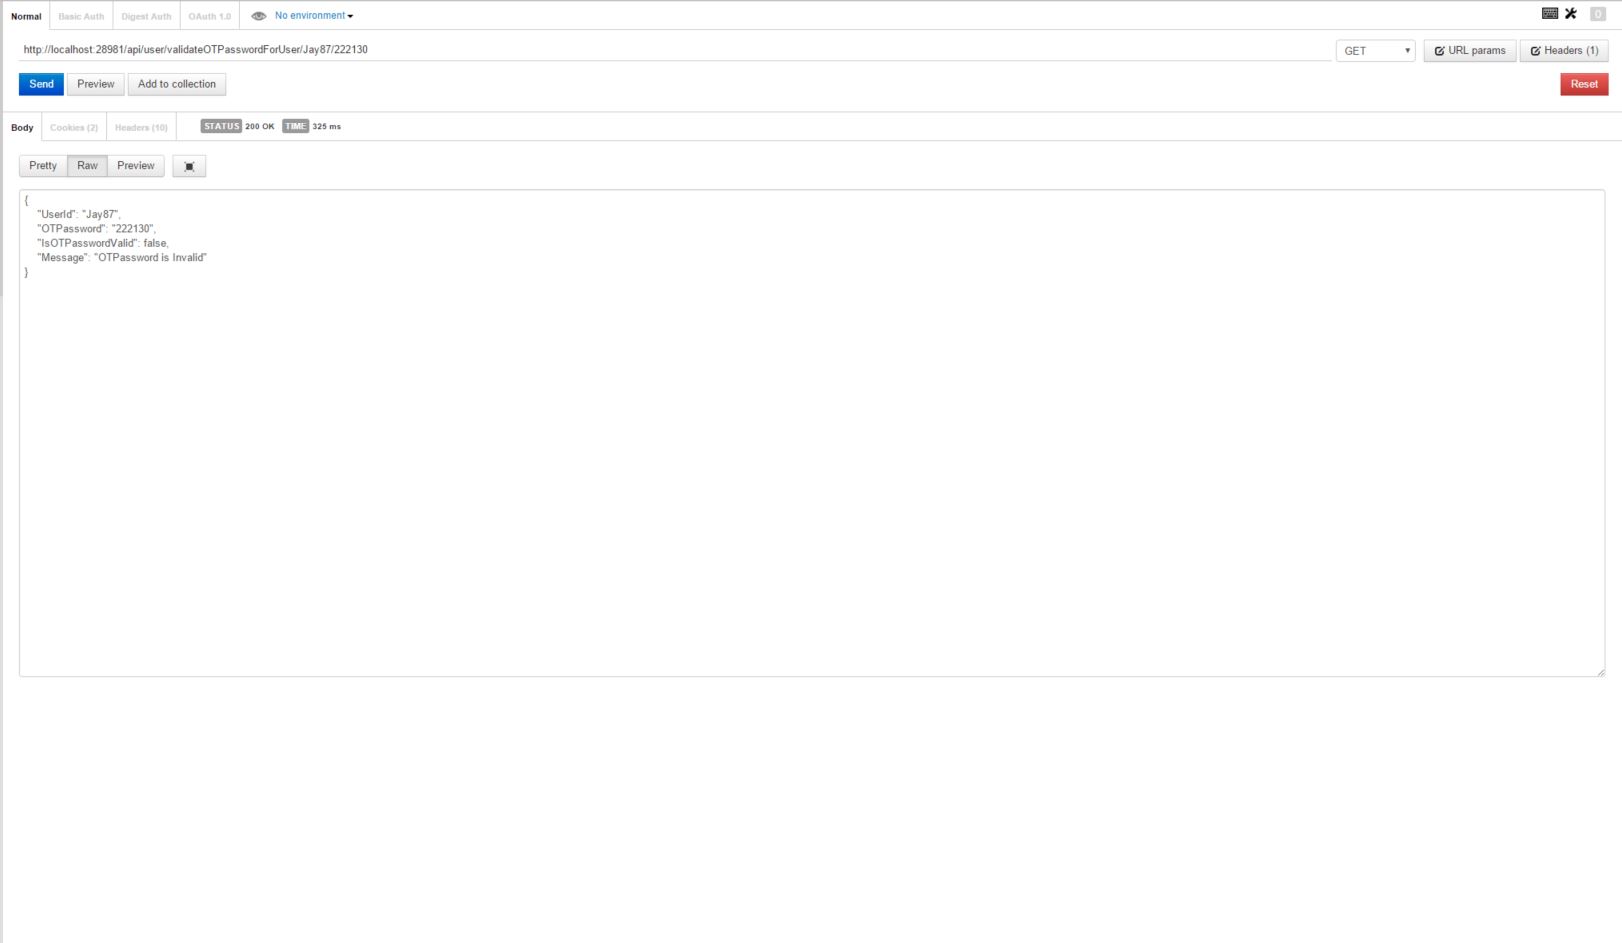 Normal Basic Auth Digest Auth OAuth 1.0 No environment 0
http://localhost:28981/api/user/validateOTPasswordForUser/Jay87/222130 GET URL params Headers (1)
Send Preview Add to collection Reset
Body Cookies (2) Headers (10) STATUS 200 OK TIME 325 ms
Pretty Raw Preview
{
"UserId": "Jay87",
"OTPassword": "222130",
"IsOTPasswordValid": false,
"Message": "OTPassword is Invalid"
}